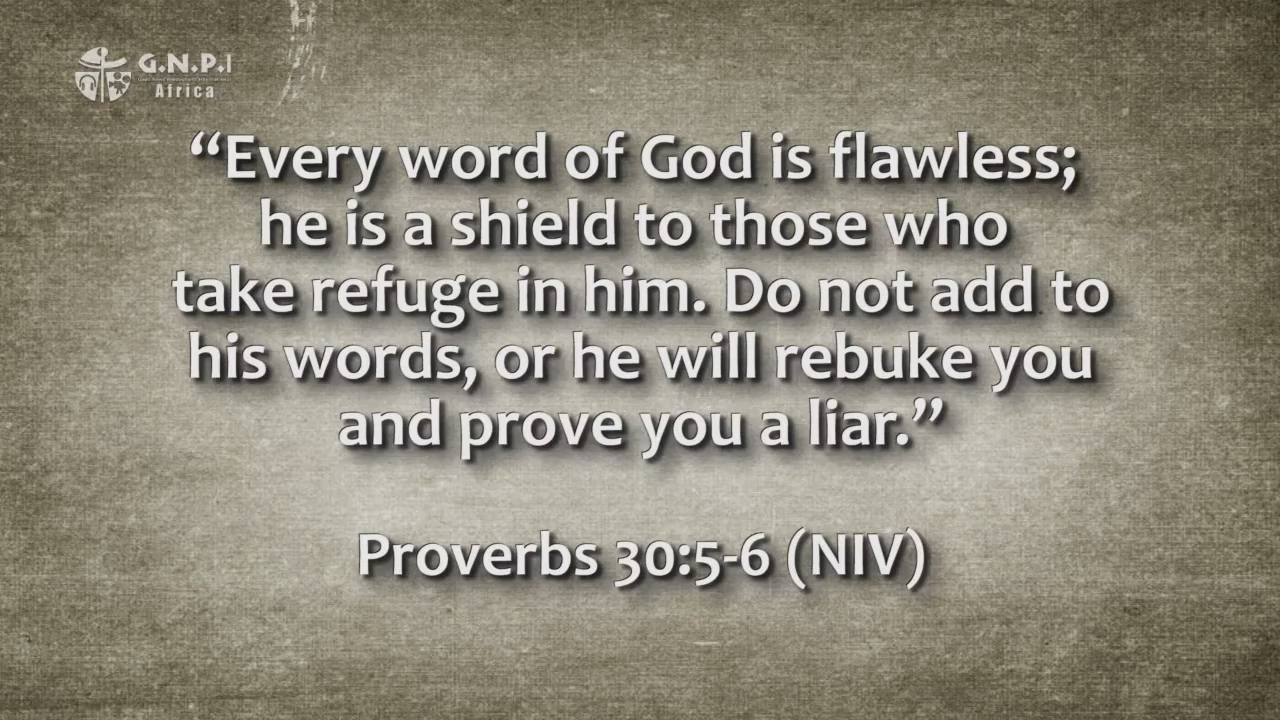 G.N.P.I
Africa
“Every word of God is flawless;
he is a shield to those who
take refuge in him. Do not add to
his words, or he will rebuke you
and prove you a liar.”
Proverbs 30:5-6 (NIV)